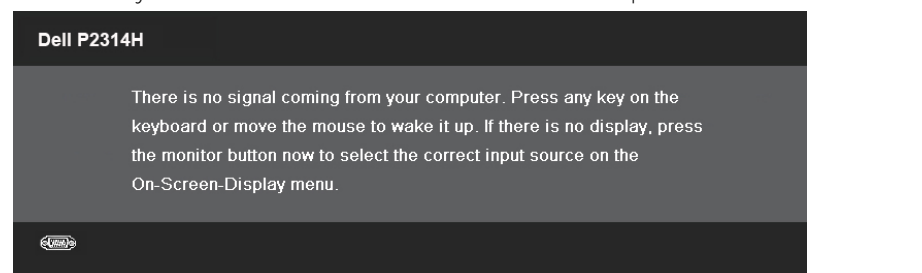 Dell P2314H
There is no signal coming from your computer. Press any key on the
keyboard or move the mouse to wake it up. If there is no display, press
the monitor button now to select the correct input source on the
On-Screen-Display menu.